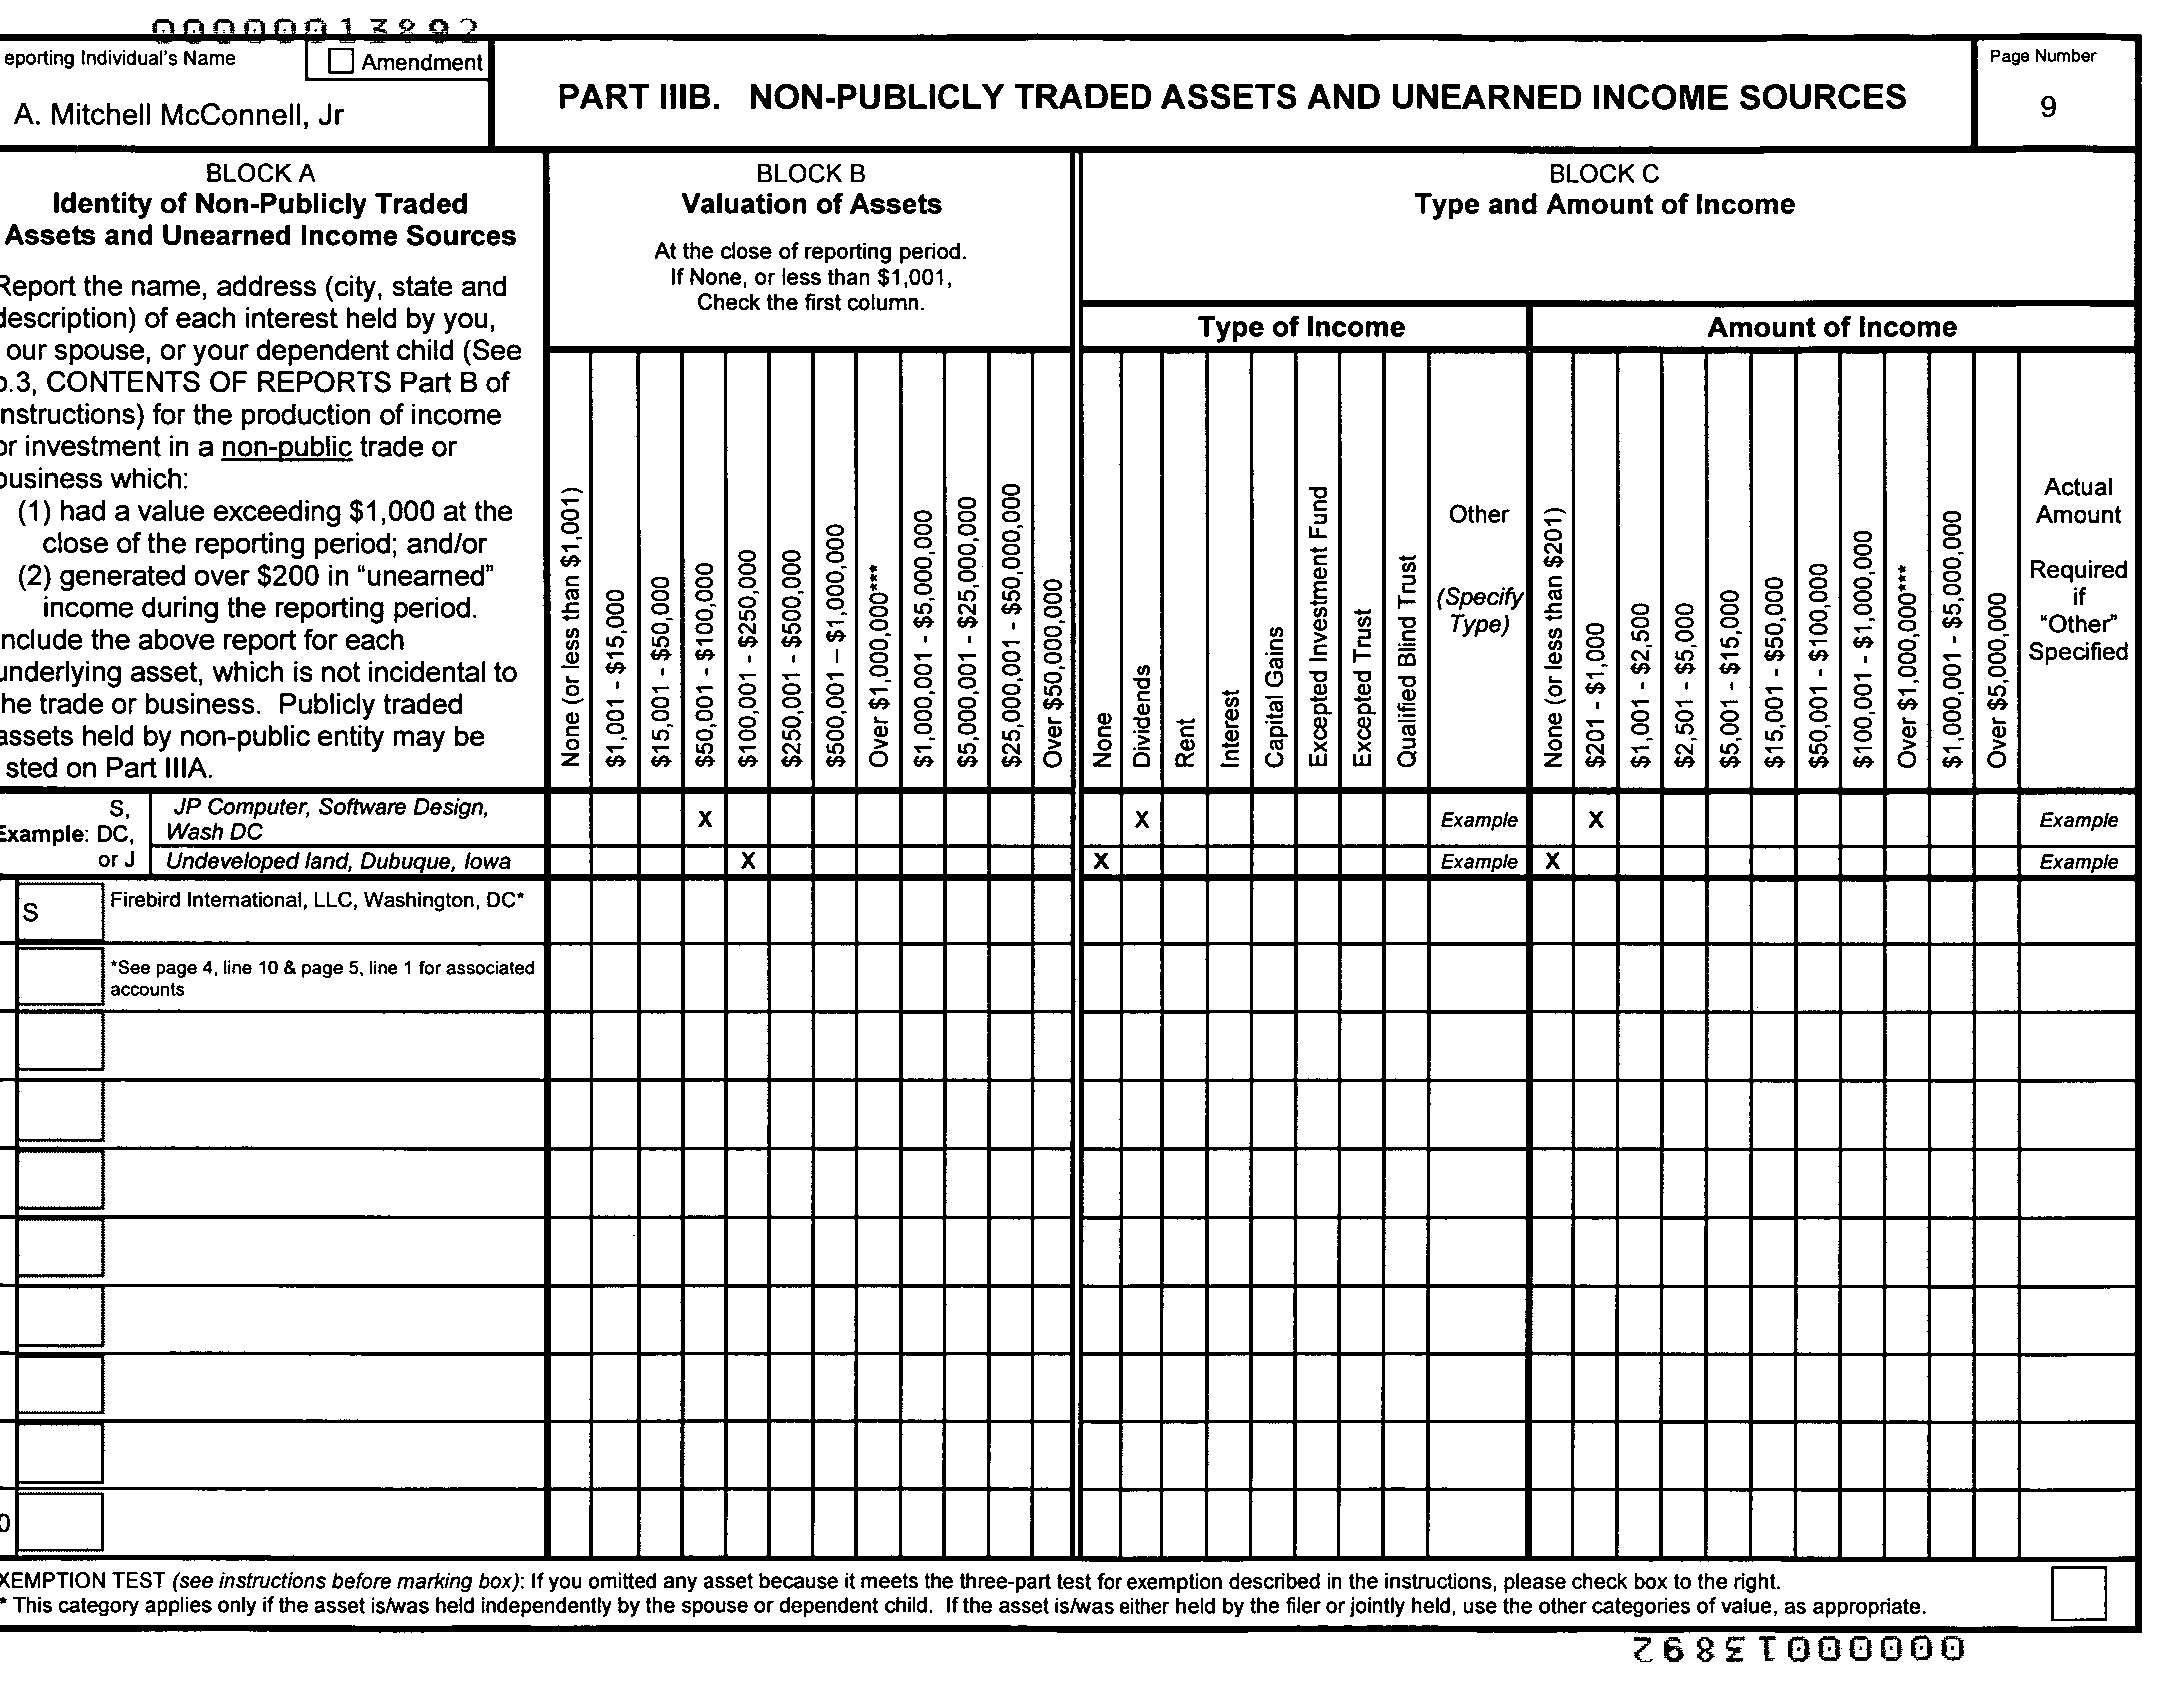 000000013892
eporting Individual's Name
Amendment
A. Mitchell McConnell, Jr
PART IIIB. NON-PUBLICLY TRADED ASSETS AND UNEARNED INCOME SOURCES
Page Number
9
BLOCK A
Identity of Non-Publicly Traded
Assets and Unearned Income Sources
Report the name, address (city, state and
description) of each interest held by you,
our spouse, or your dependent child (See
p.3, CONTENTS OF REPORTS Part B of
nstructions) for the production of income
or investment in a non-public trade or
business which:
(1) had a value exceeding $1,000 at the
close of the reporting period; and/or
(2) generated over $200 in "unearned"
income during the reporting period.
nclude the above report for each
underlying asset, which is not incidental to
he trade or business. Publicly traded
assets held by non-public entity may be
sted on Part IIIA.
BLOCK B
Valuation of Assets
At the close of reporting period.
If None, or less than $1,001,
Check the first column.
None (or less than $1,001)
$1,001 - $15,000
$15,001 - $50,000
$50,001 - $100,000
$100,001 - $250,000
$250,001 - $500,000
$500,001 – $1,000,000
Over $1,000,000***
$1,000,001 - $5,000,000
$5,000,001 - $25,000,000
$25,000,001 - $50,000,000
Over $50,000,000
BLOCK C
Type and Amount of Income
Type of Income
None
Dividends
Rent
Interest
Capital Gains
Excepted Investment Fund
Excepted Trust
Qualified Blind Trust
Other
(Specify
Type)
Amount of Income
None (or less than $201)
$201 - $1,000
$1,001 - $2,500
$2,501 - $5,000
$5,001 - $15,000
$15,001 - $50,000
$50,001 - $100,000
$100,001 - $1,000,000
Over $1,000,000***
$1,000,001 - $5,000,000
Over $5,000,000
Actual
Amount
Required
if
"Other"
Specified
Example:
S,
DC,
or J
JP Computer, Software Design,
Wash DC
X X Example X Example
Undeveloped land, Dubuque, Iowa X X Example X Example
S Firebird International, LLC, Washington, DC*
*See page 4, line 10 & page 5, line 1 for associated
accounts
0
XEMPTION TEST (see instructions before marking box): If you omitted any asset because it meets the three-part test for exemption described in the instructions, please check box to the right.
* This category applies only if the asset is/was held independently by the spouse or dependent child. If the asset is/was either held by the filer or jointly held, use the other categories of value, as appropriate.
000000013892